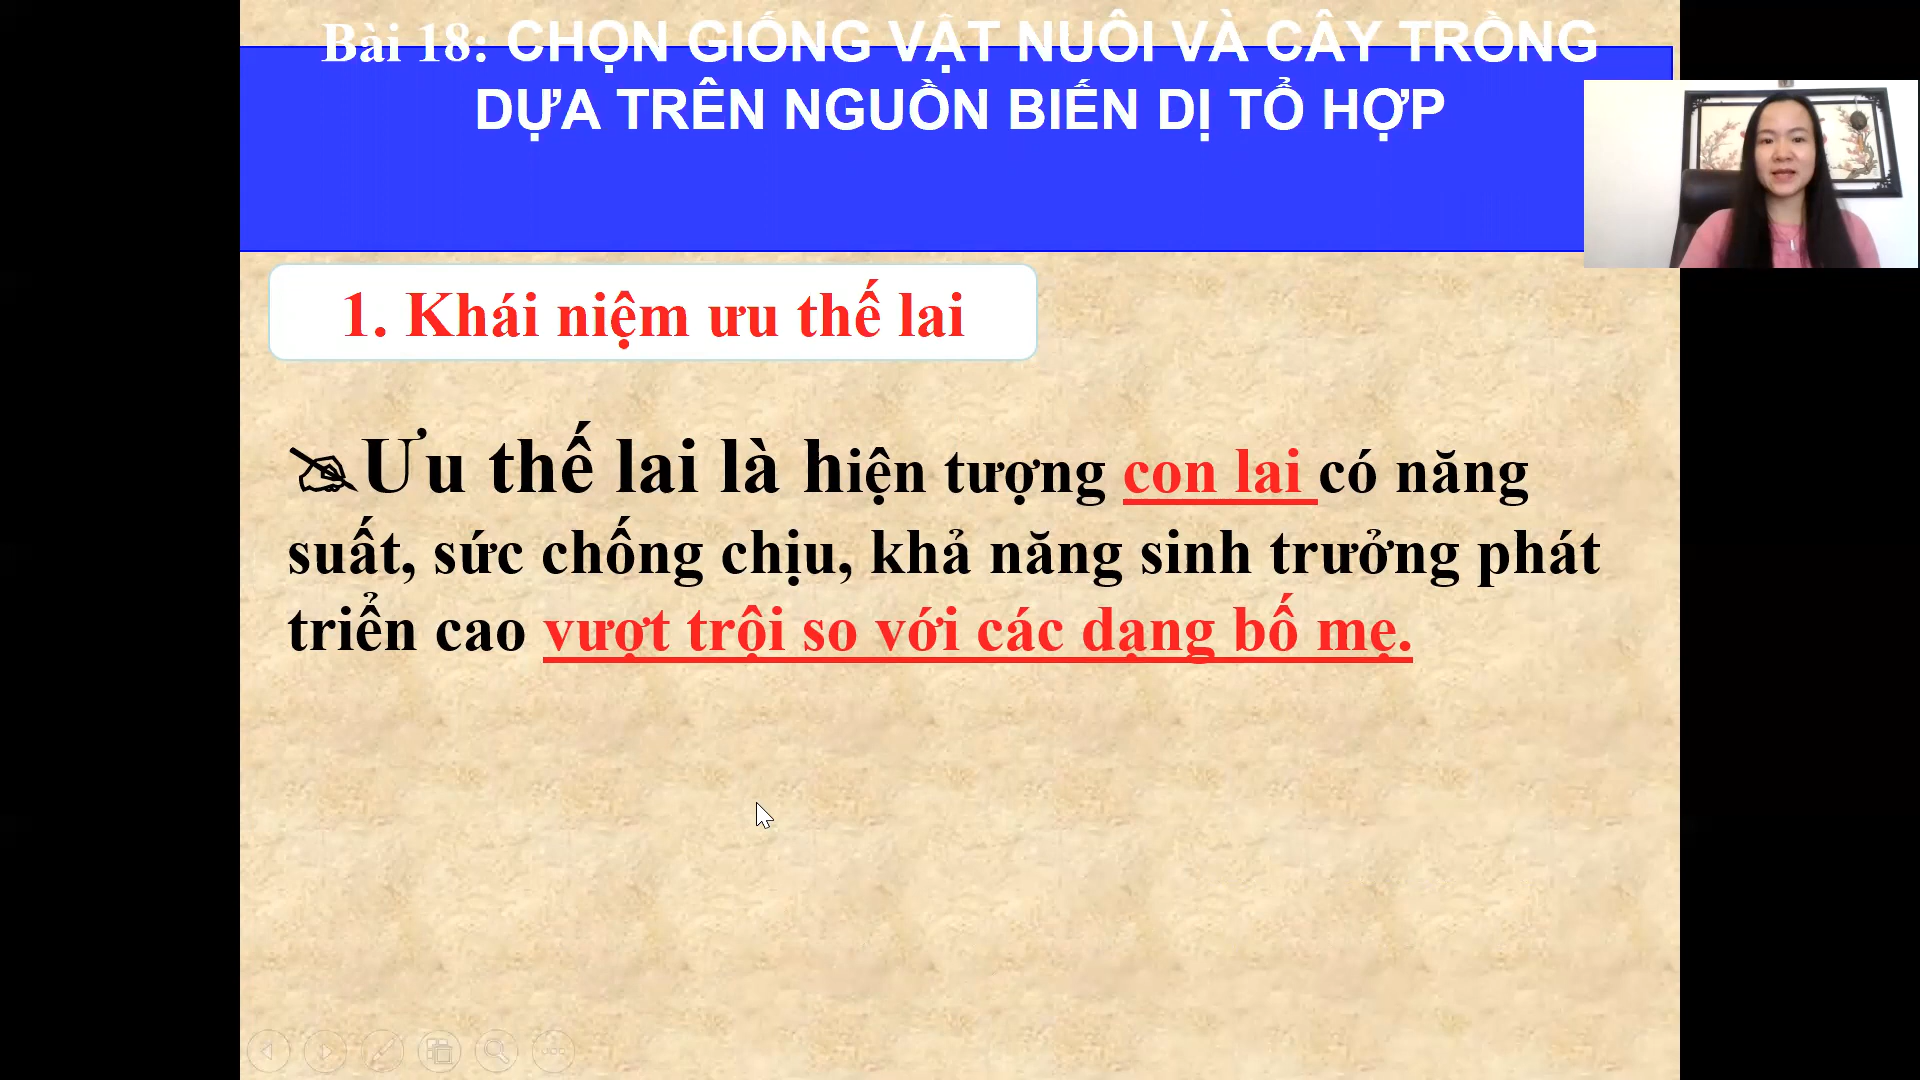 Bài 18: CHỌN GIỐNG VẬT NUÔI VÀ CÂY TRỒNG
DỰA TRÊN NGUỒN BIẾN DỊ TỔ HỢP
1. Khái niệm ưu thế lai
Ưu thế lai là hiện tượng con lai có năng
suất, sức chống chịu, khả năng sinh trưởng phát
triển cao vượt trội so với các dạng bố mẹ.